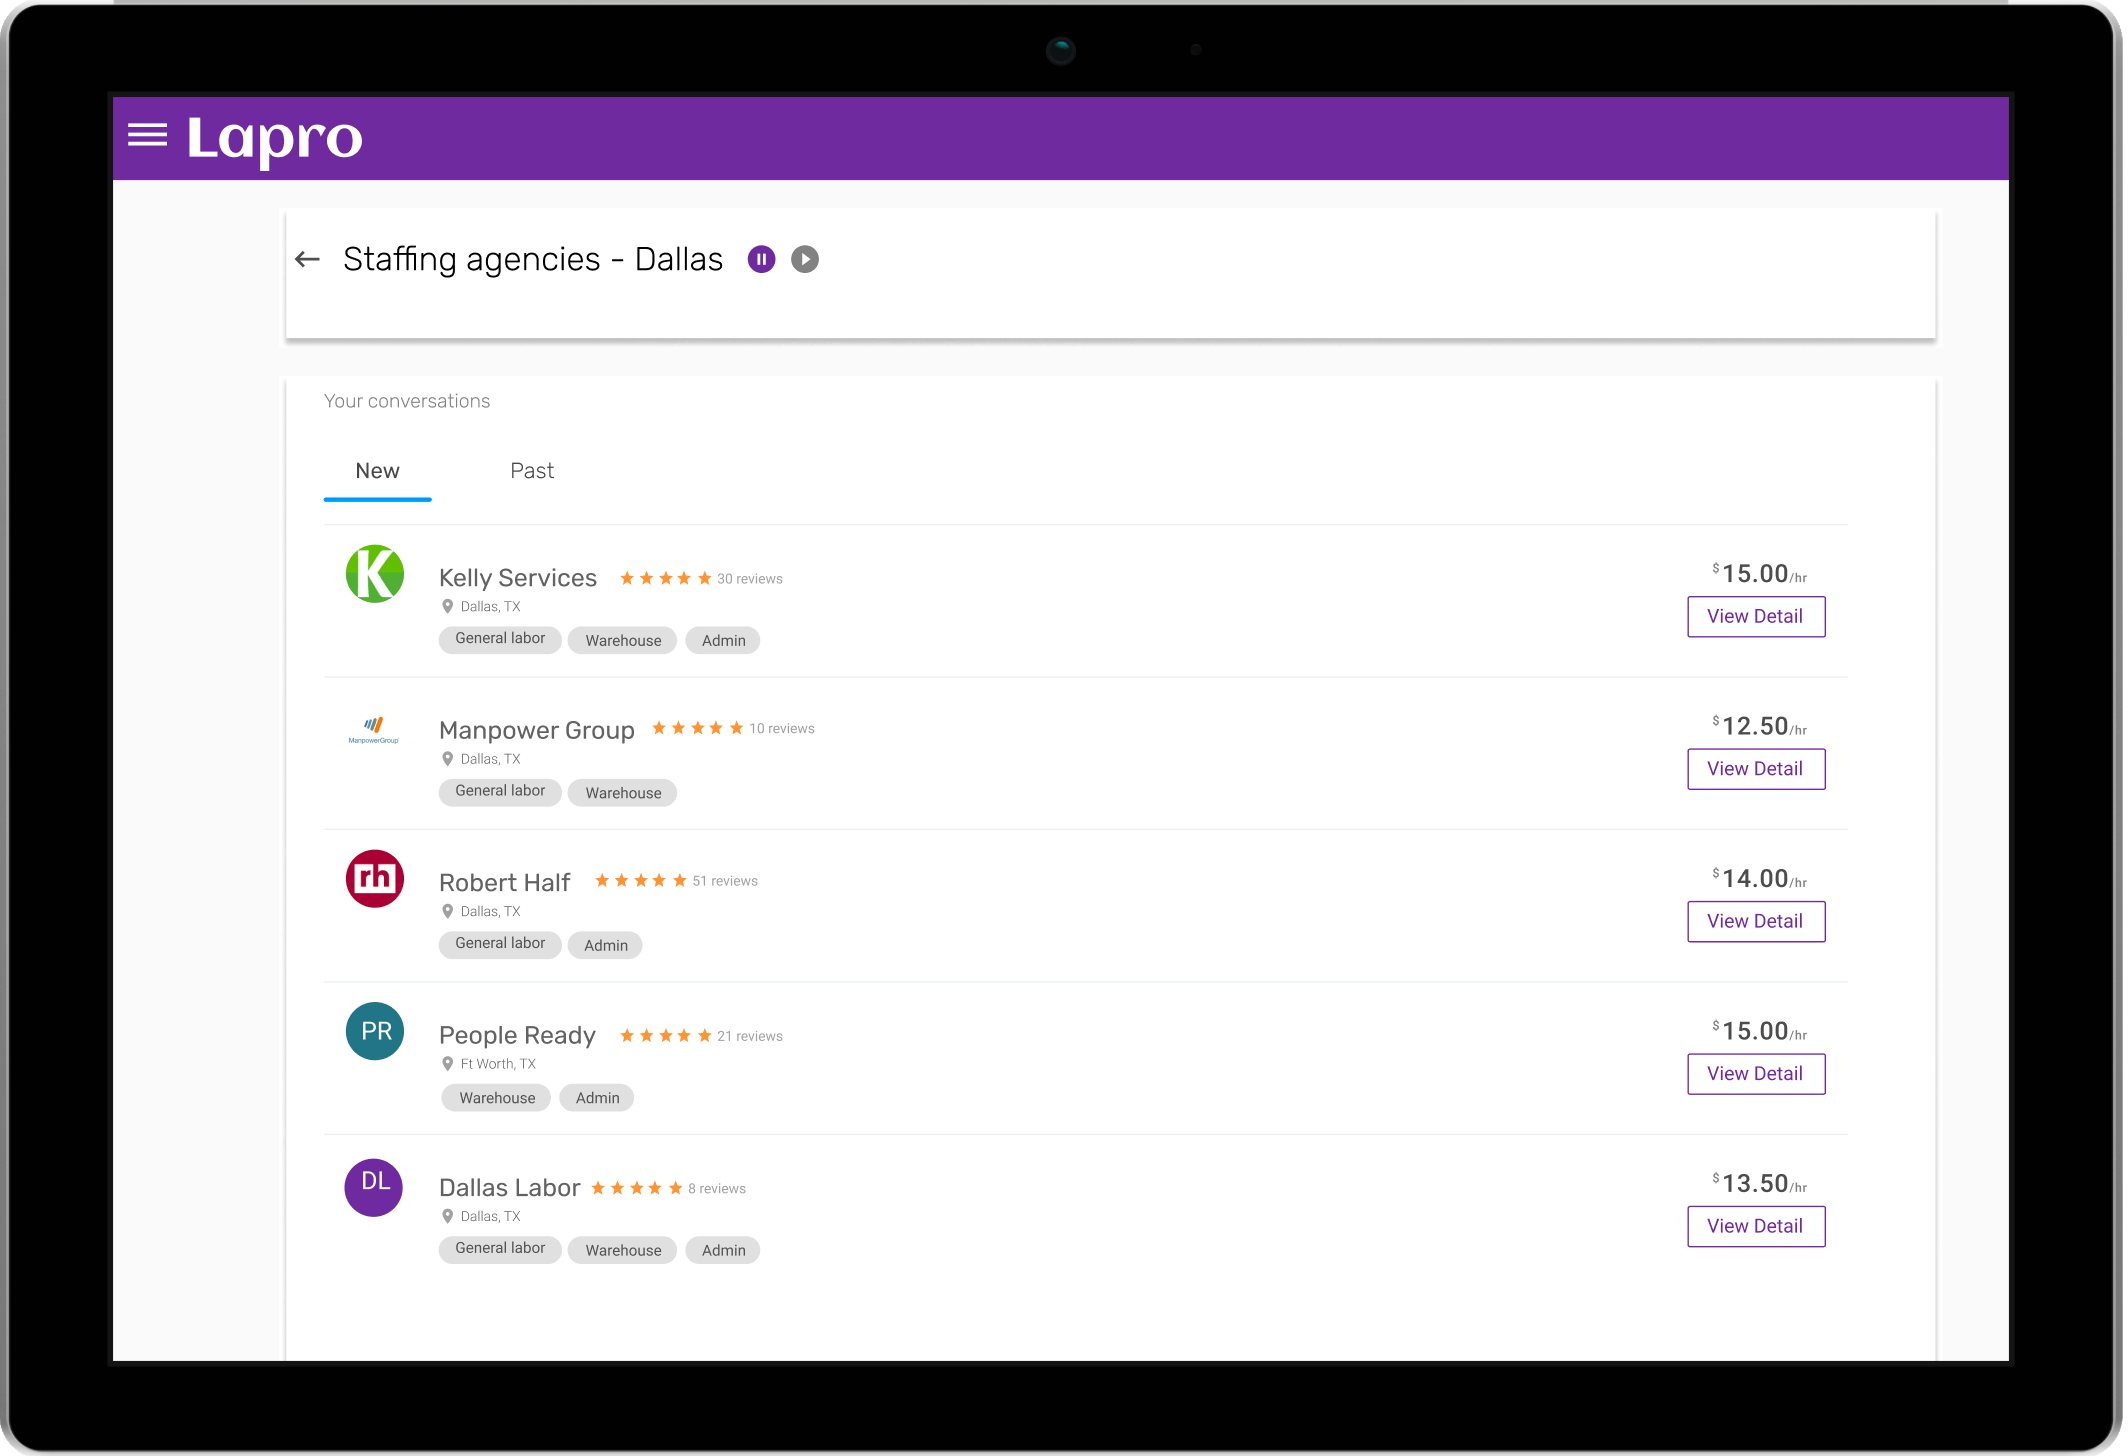 Lapro
Staffing agencies - Dallas
Your conversations
New Past
K
Kelly Services 30 reviews
$15.00/hr
Dallas, TX
View Detail
General labor Warehouse Admin
ManpowerGroup
Manpower Group 10 reviews
$12.50/hr
Dallas, TX
View Detail
General labor Warehouse
rh
Robert Half 51 reviews
$14.00/hr
Dallas, TX
View Detail
General labor Admin
PR
People Ready 21 reviews
$15.00/hr
Ft Worth, TX
View Detail
Warehouse Admin
DL
Dallas Labor 8 reviews
$13.50/hr
Dallas, TX
View Detail
General labor Warehouse Admin